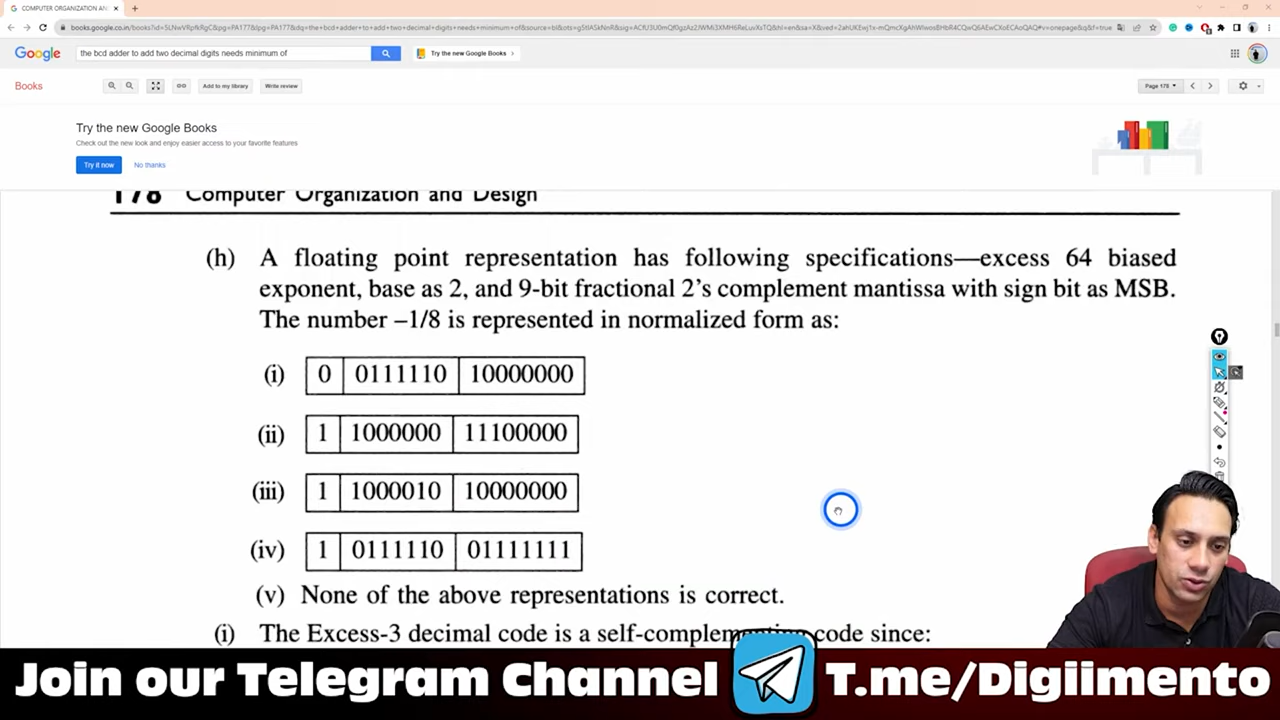 COMPUTER ORGANIZATION AND DE
Google
the bcd adder to add two decimal digits needs minimum of
Try the new Google Books
Books
Add to my library
Write review
Page 178
Try the new Google Books
Check out the new look and enjoy easier access to your favorite features
Try it now
No thanks
178 Computer Organization and Design
(h) A floating point representation has following specifications—excess 64 biased
exponent, base as 2, and 9-bit fractional 2's complement mantissa with sign bit as MSB.
The number –1/8 is represented in normalized form as:
(i) 0 0111110 10000000
(ii) 1 1000000 11100000
(iii) 1 1000010 10000000
(iv) 1 0111110 01111111
(v) None of the above representations is correct.
(i) The Excess-3 decimal code is a self-complementing code since:
Join our Telegram Channel T.me/Digiimento